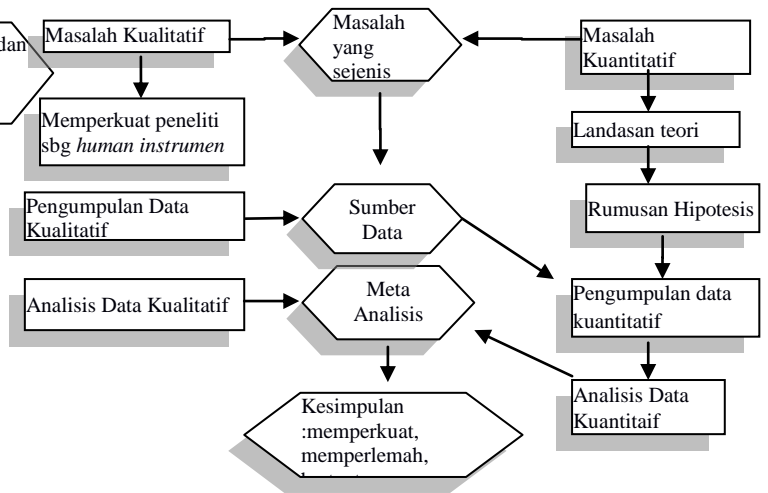 dan
Masalah Kualitatif
Masalah
yang
sejenis
Masalah
Kuantitatif
Memperkuat peneliti
sbg human instrumen
Landasan teori
Pengumpulan Data
Kualitatif
Sumber
Data
Rumusan Hipotesis
Analisis Data Kualitatif
Meta
Analisis
Pengumpulan data
kuantitatif
Kesimpulan
:memperkuat,
memperlemah,
Analisis Data
Kuantitaif